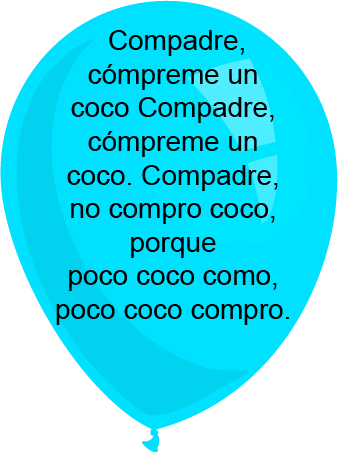 Compadre,
cómpreme un
coco Compadre,
cómpreme un
coco. Compadre,
no compro coco,
porque
poco coco como,
poco coco compro.